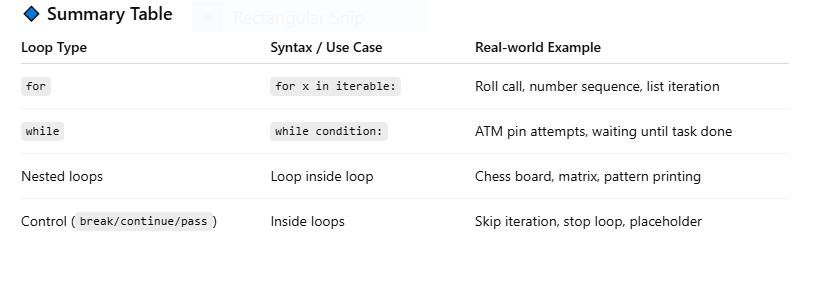 🔷 Summary Table
Rectangular Snip
Loop Type Syntax / Use Case Real-world Example
for for x in iterable: Roll call, number sequence, list iteration
while while condition: ATM pin attempts, waiting until task done
Nested loops Loop inside loop Chess board, matrix, pattern printing
Control (break/continue/pass) Inside loops Skip iteration, stop loop, placeholder